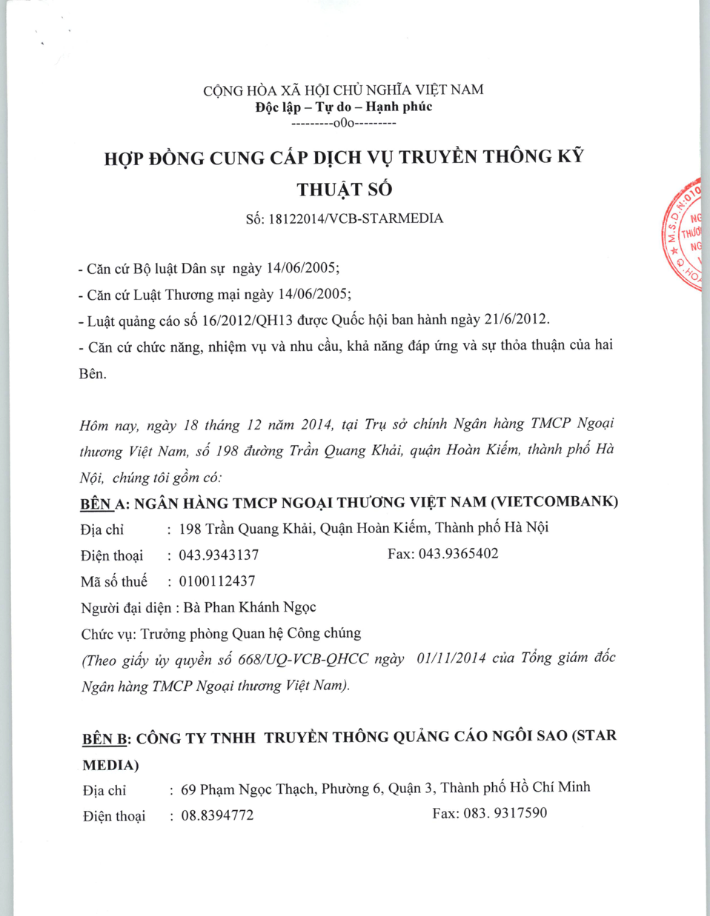 CỘNG HÒA XÃ HỘI CHỦ NGHĨA VIỆT NAM
Độc lập – Tự do – Hạnh phúc
---------o0o---------
HỢP ĐỒNG CUNG CẤP DỊCH VỤ TRUYỀN THÔNG KỸ
THUẬT SỐ
Số: 18122014/VCB-STARMEDIA
- Căn cứ Bộ luật Dân sự ngày 14/06/2005;
- Căn cứ Luật Thương mại ngày 14/06/2005;
- Luật quảng cáo số 16/2012/QH13 được Quốc hội ban hành ngày 21/6/2012.
- Căn cứ chức năng, nhiệm vụ và nhu cầu, khả năng đáp ứng và sự thỏa thuận của hai
Bên.
Hôm nay, ngày 18 tháng 12 năm 2014, tại Trụ sở chính Ngân hàng TMCP Ngoại
thương Việt Nam, số 198 đường Trần Quang Khải, quận Hoàn Kiếm, thành phố Hà
Nội, chúng tôi gồm có:
BÊN A: NGÂN HÀNG TMCP NGOẠI THƯƠNG VIỆT NAM (VIETCOMBANK)
Địa chỉ : 198 Trần Quang Khải, Quận Hoàn Kiếm, Thành phố Hà Nội
Điện thoại : 043.9343137 Fax: 043.9365402
Mã số thuế : 0100112437
Người đại diện : Bà Phan Khánh Ngọc
Chức vụ: Trưởng phòng Quan hệ Công chúng
(Theo giấy ủy quyền số 668/UQ-VCB-QHCC ngày 01/11/2014 của Tổng giám đốc
Ngân hàng TMCP Ngoại thương Việt Nam).
BÊN B: CÔNG TY TNHH TRUYỀN THÔNG QUẢNG CÁO NGÔI SAO (STAR
MEDIA)
Địa chỉ : 69 Phạm Ngọc Thạch, Phường 6, Quận 3, Thành phố Hồ Chí Minh
Điện thoại : 08.8394772 Fax: 083. 9317590
M.S.D.N:010
NG
THƯƠ
NG